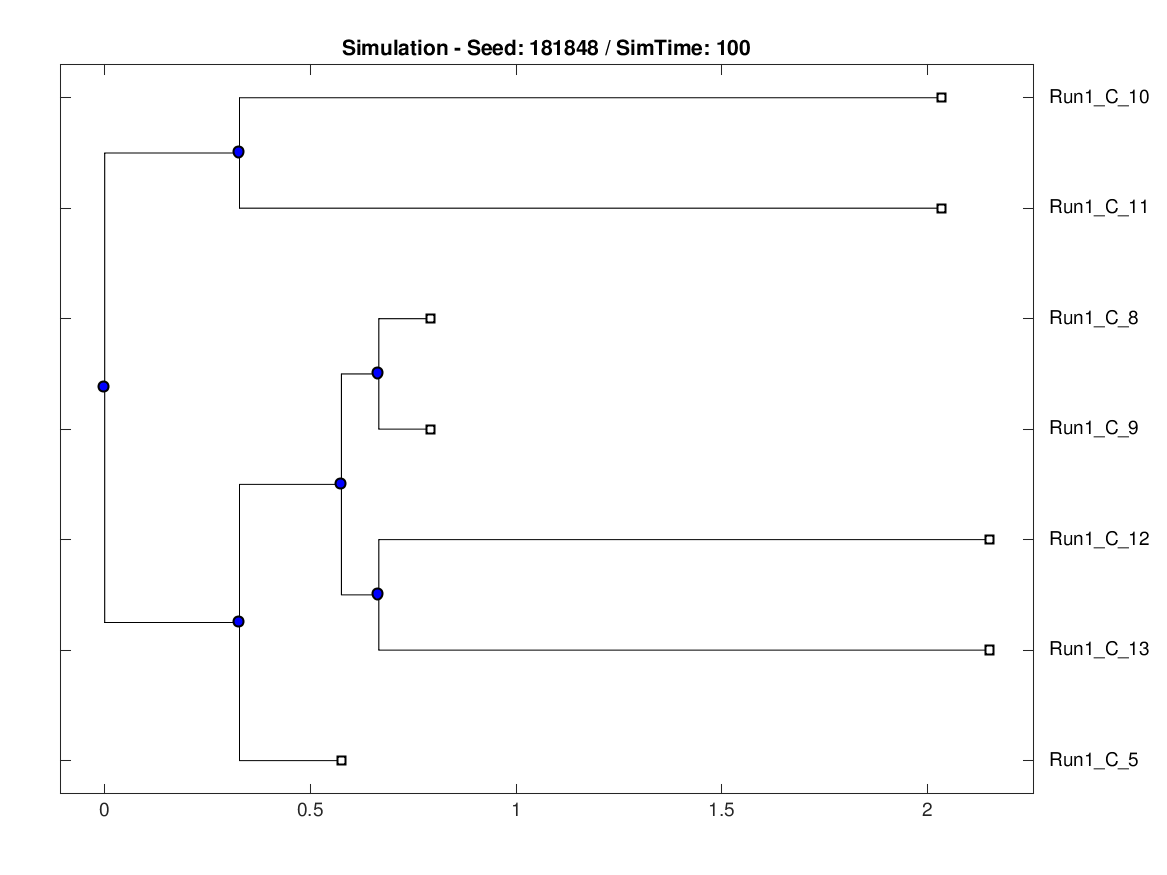 Simulation - Seed: 181848 / SimTime: 100
Run1_C_10
Run1_C_11
Run1_C_8
Run1_C_9
Run1_C_12
Run1_C_13
Run1_C_5
0 0.5 1 1.5 2